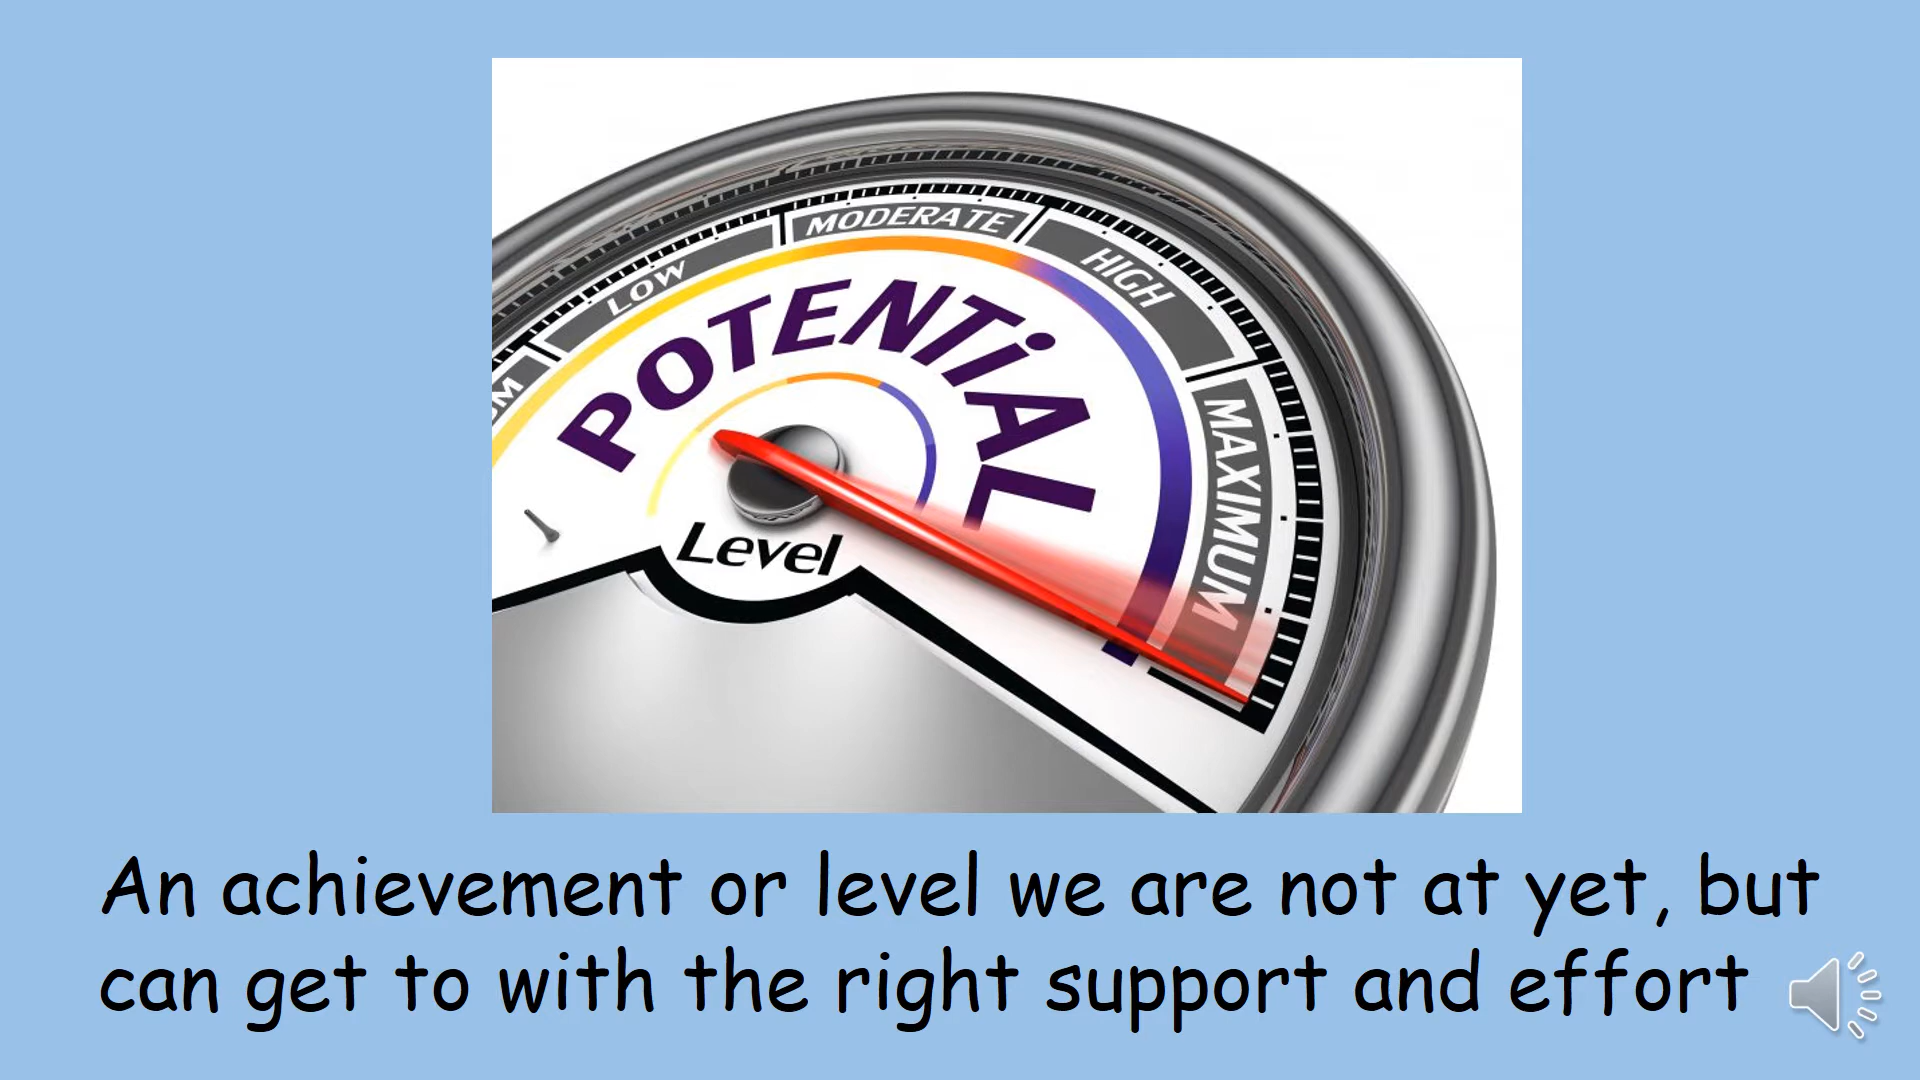 MODERATE
HIGH
LOW
POTENTiAL
MAXIMUM
Level
An achievement or level we are not at yet, but
can get to with the right support and effort